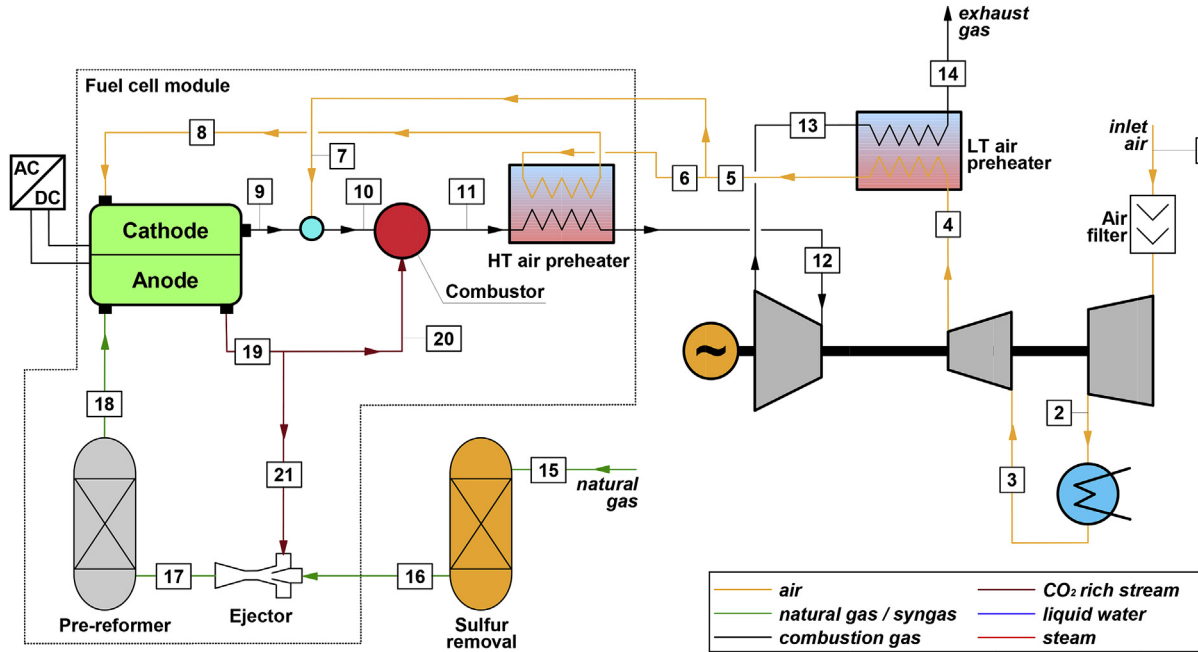 exhaust
gas
14
Fuel cell module
8
13
inlet
air
7
LT air
preheater
AC
DC
6
5
9
10
11
4
Air
filter
Cathode
Anode
HT air preheater
12
Combustor
~
19
20
18
2
21
15
natural
gas
3
17
16
Ejector
Pre-reformer
Sulfur
removal
air
CO₂ rich stream
natural gas / syngas
liquid water
combustion gas
steam